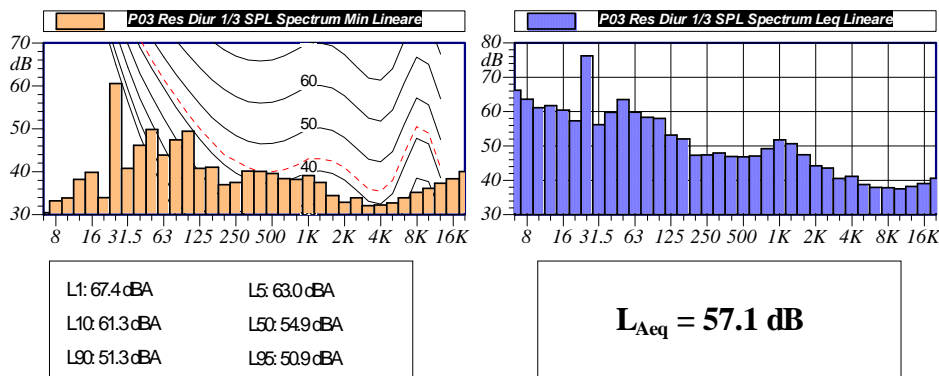 P03 Res Diur 1/3 SPL Spectrum Min Lineare
70
dB
60
50
40
30
60
50
40
8 16 31.5 63 125 250 500 1K 2K 4K 8K 16K
P03 Res Diur 1/3 SPL Spectrum Leq Lineare
80
dB
70
60
50
40
30
8 16 31.5 63 125 250 500 1K 2K 4K 8K 16K
L1: 67.4 dBA L5: 63.0 dBA
L10: 61.3 dBA L50: 54.9 dBA
L90: 51.3 dBA L95: 50.9 dBA
LAeq = 57.1 dB